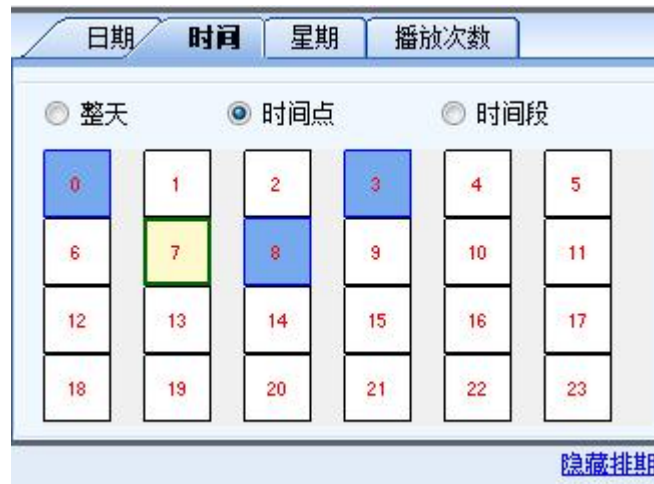 日期 时间 星期 播放次数
整天 时间点 时间段
0 1 2 3 4 5
6 7 8 9 10 11
12 13 14 15 16 17
18 19 20 21 22 23
隐藏排期